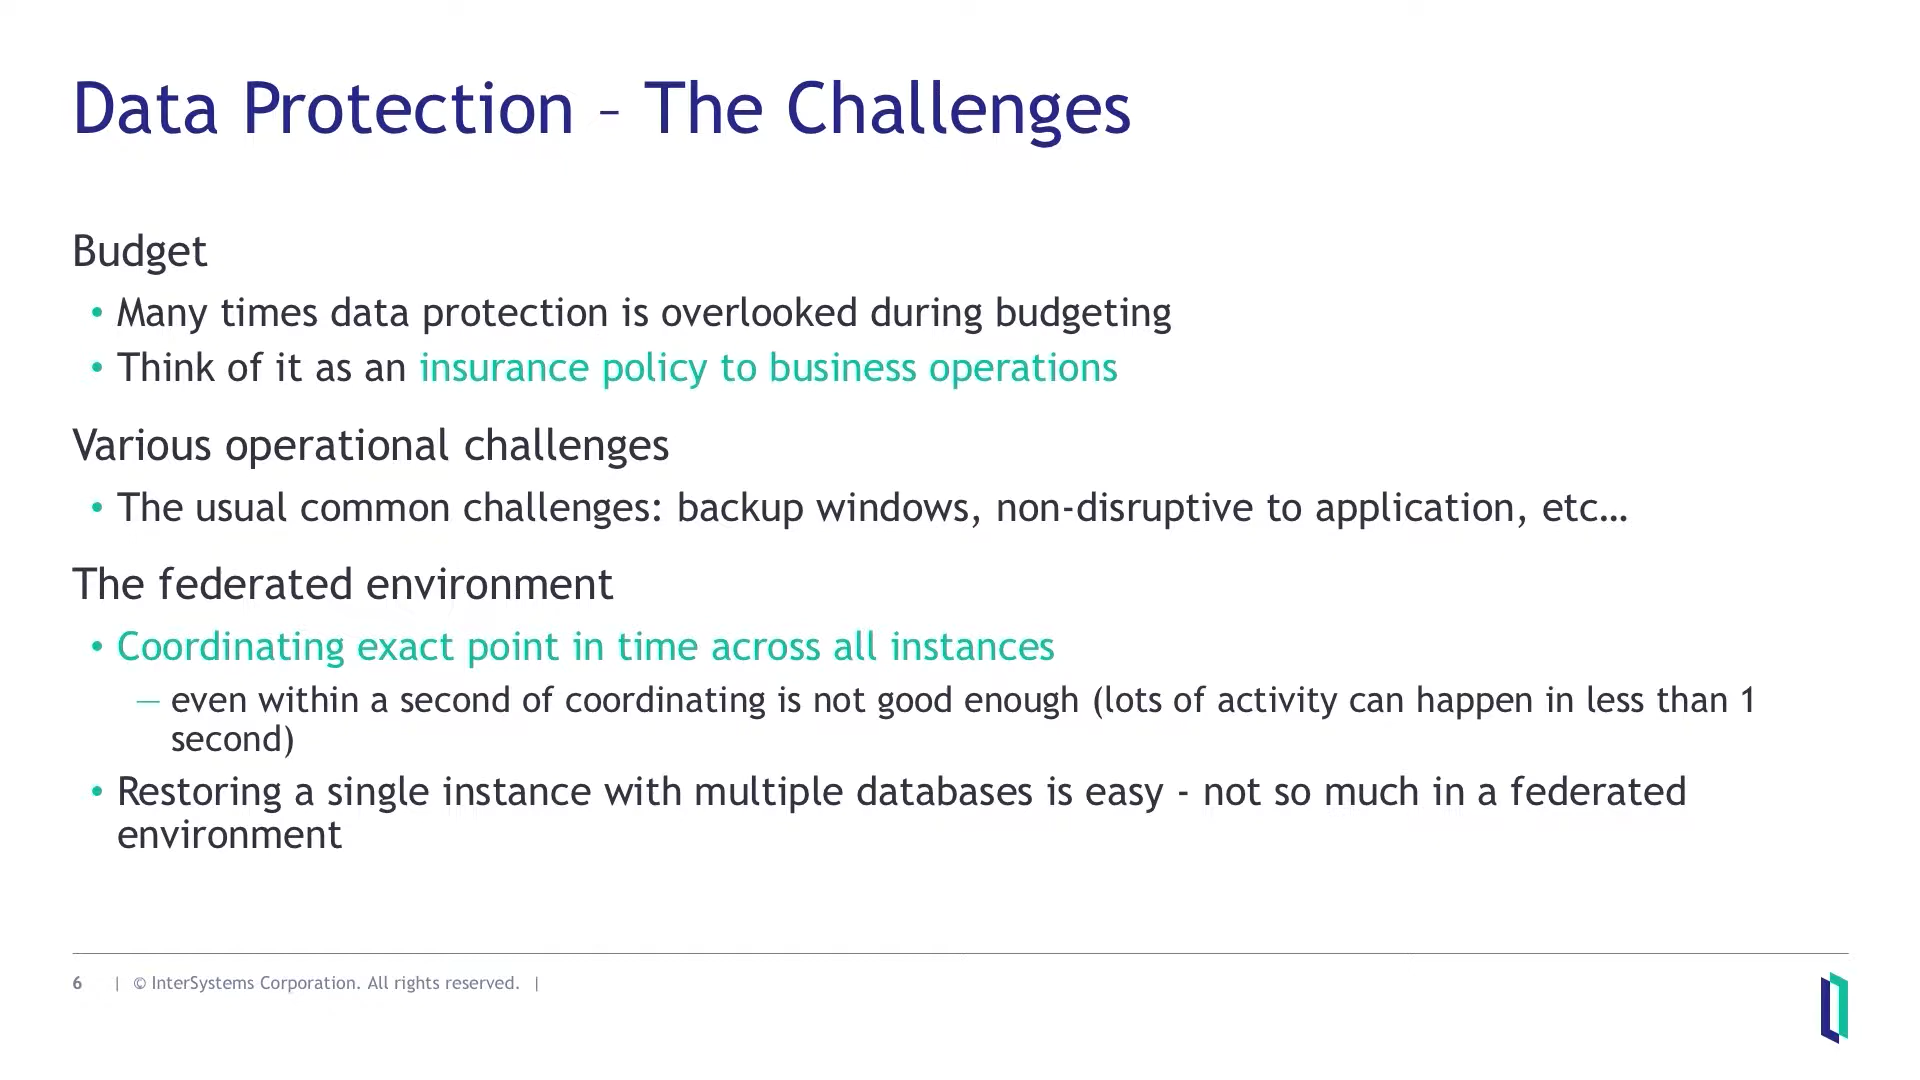 Data Protection – The Challenges
Budget
• Many times data protection is overlooked during budgeting
• Think of it as an insurance policy to business operations
Various operational challenges
• The usual common challenges: backup windows, non-disruptive to application, etc…
The federated environment
• Coordinating exact point in time across all instances
— even within a second of coordinating is not good enough (lots of activity can happen in less than 1
second)
• Restoring a single instance with multiple databases is easy - not so much in a federated
environment
6 | © InterSystems Corporation. All rights reserved. |